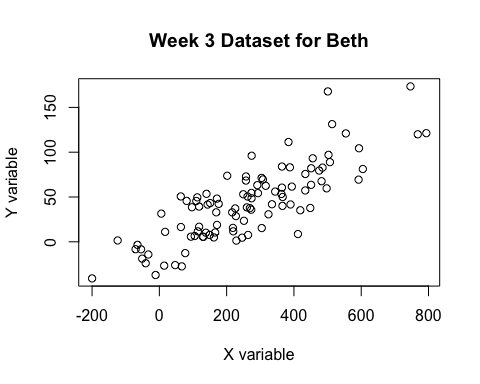 Week 3 Dataset for Beth
Y variable
150
100
50
0
-200 0 200 400 600 800
X variable